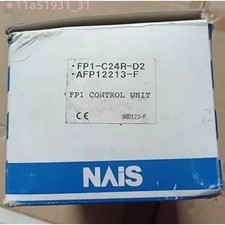 *11a51931_31
·FP1-C24R-D2
·AFP12213-F
FP1 CONTROL UNIT
CE
NAiS